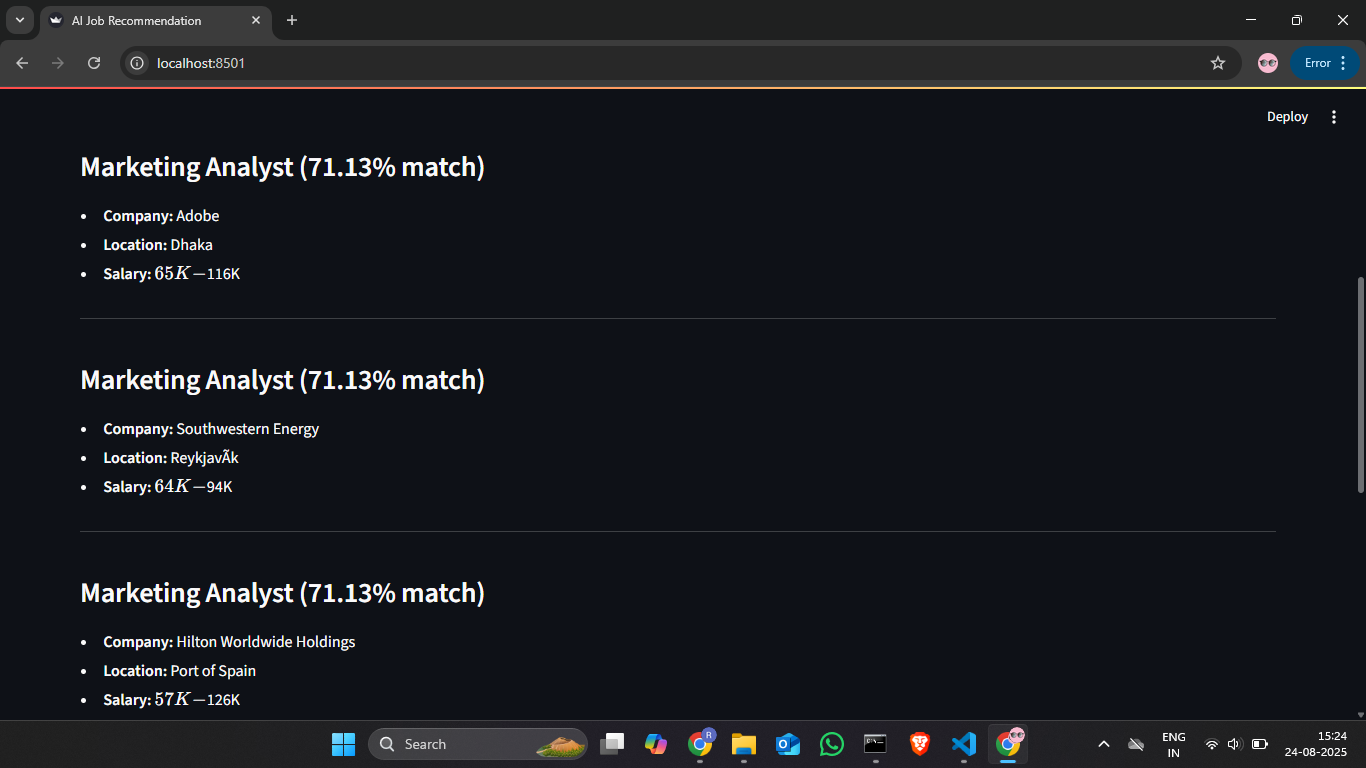 AI Job Recommendation
localhost:8501
Error
Deploy
Marketing Analyst (71.13% match)
• Company: Adobe
• Location: Dhaka
• Salary: 65K−116K
Marketing Analyst (71.13% match)
• Company: Southwestern Energy
• Location: ReykjavÃk
• Salary: 64K−94K
Marketing Analyst (71.13% match)
• Company: Hilton Worldwide Holdings
• Location: Port of Spain
• Salary: 57K−126K
Search
R
ENG
IN
15:24
24-08-2025